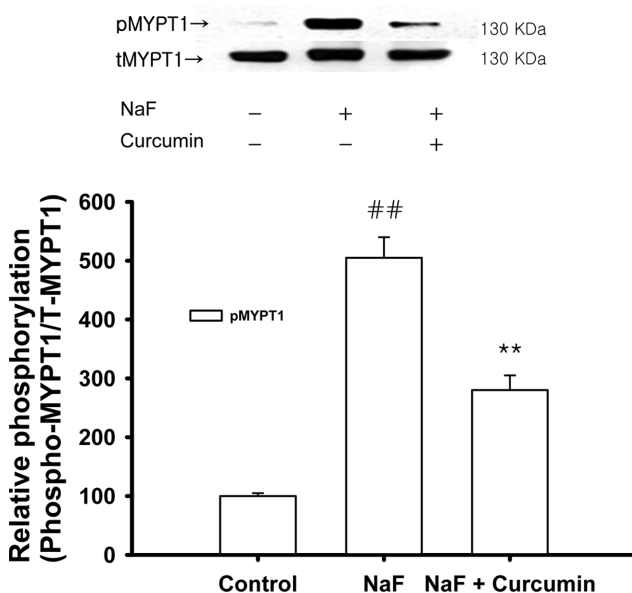 pMYPT1→ 130 KDa
tMYPT1→ 130 KDa
NaF – + +
Curcumin – – +
Relative phosphorylation
(Phospho-MYPT1/T-MYPT1)
600
500
400
300
200
100
0
##
pMYPT1
**
Control NaF NaF + Curcumin